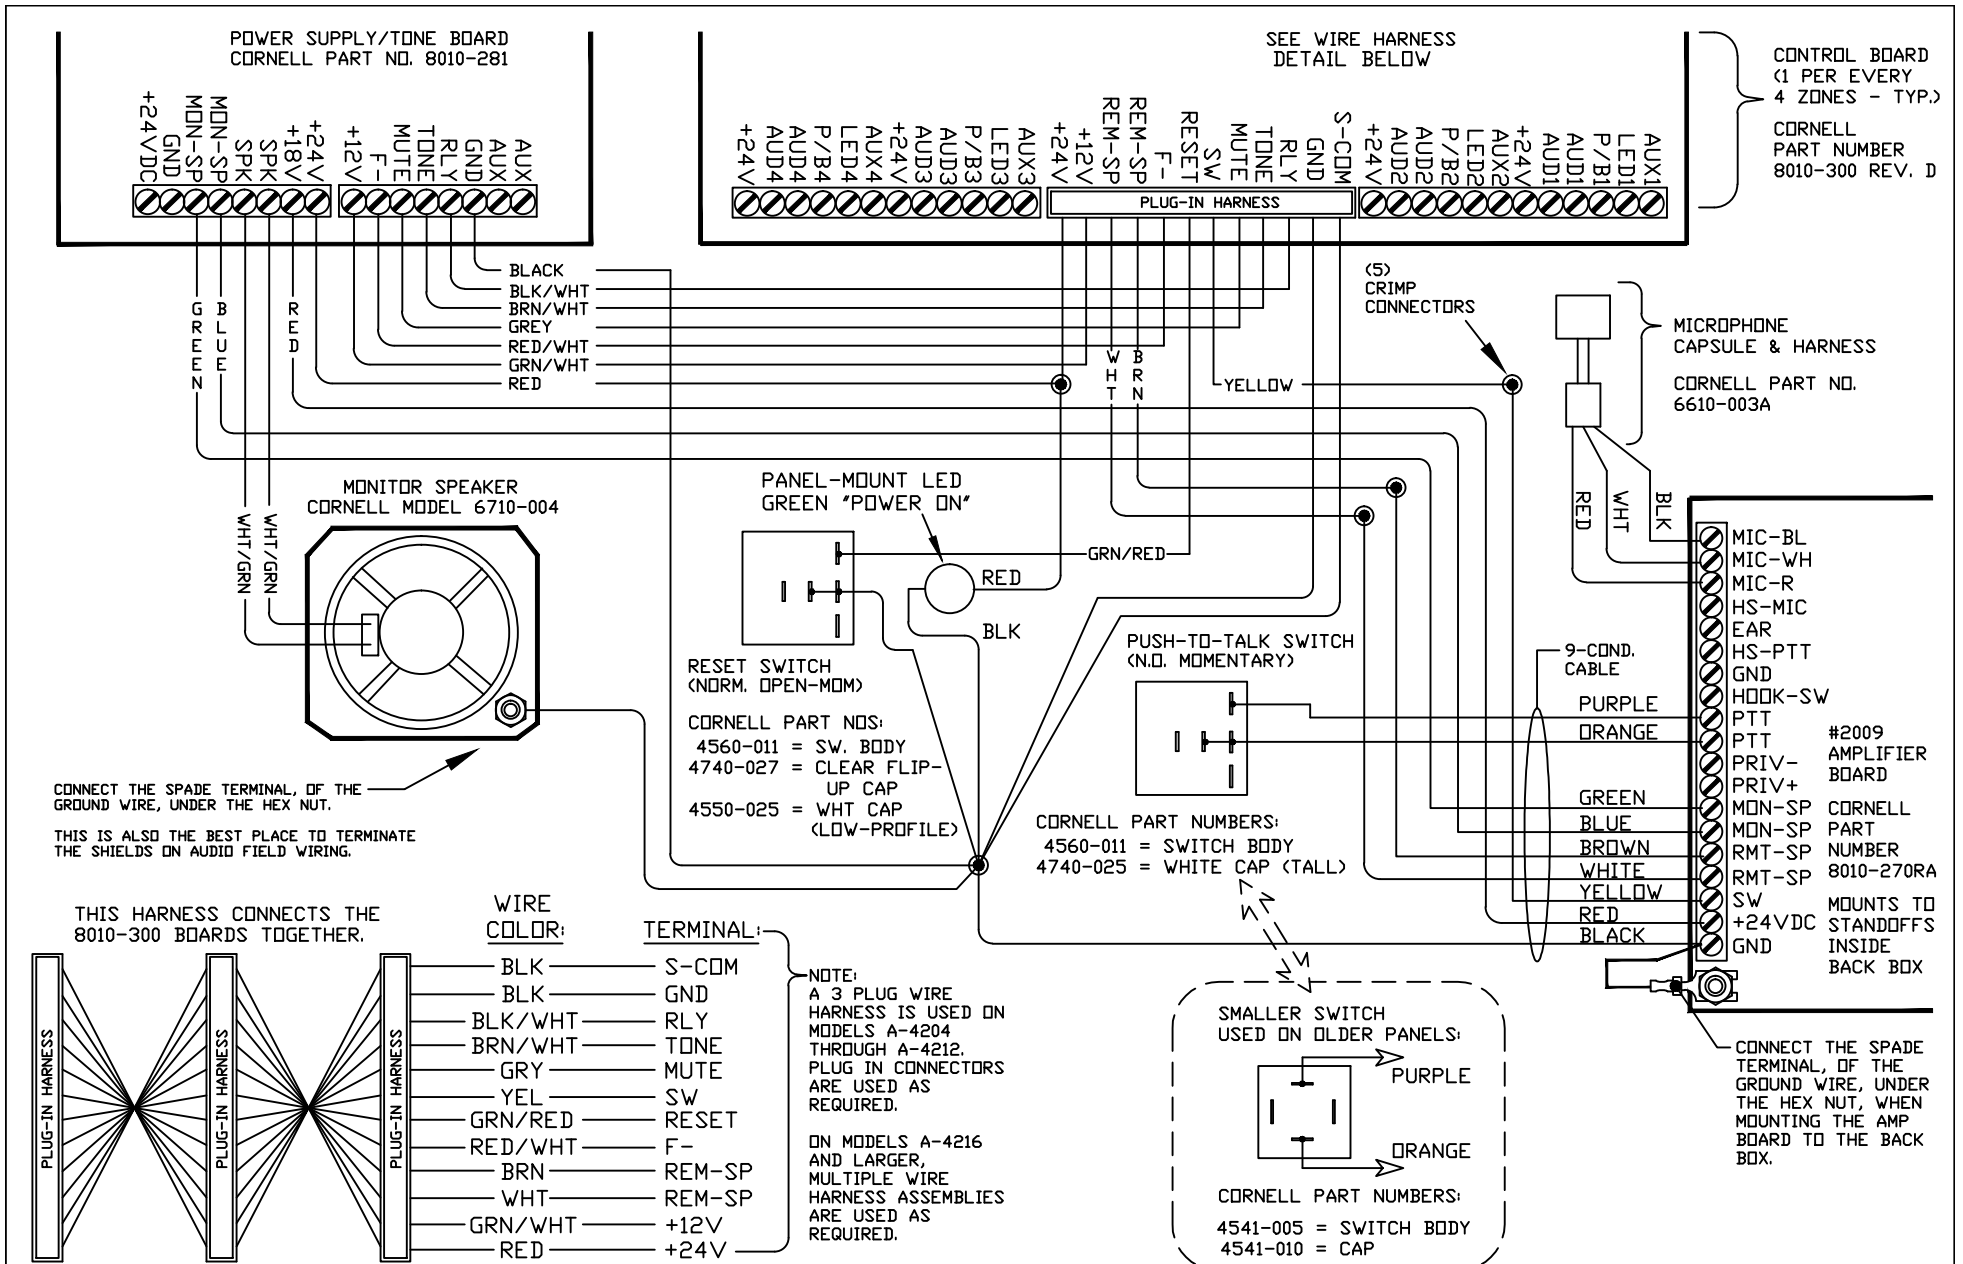 POWER SUPPLY/TONE BOARD
CORNELL PART NO. 8010-281
+24VDC
GND
MON-SP
MON-SP
SPK
SPK
+18V
+24V
+12V
F-
MUTE
TONE
RLY
GND
AUX
AUX
SEE WIRE HARNESS
DETAIL BELOW
+24V
AUD4
AUD4
P/B4
LED4
AUX4
+24V
AUD3
AUD3
P/B3
LED3
AUX3
+24V
+12V
REM-SP
REM-SP
F-
RESET
SW
MUTE
TONE
RLY
GND
S-COM
+24V
AUD2
AUD2
P/B2
LED2
AUX2
+24V
AUD1
AUD1
P/B1
LED1
AUX1
PLUG-IN HARNESS
CONTROL BOARD
(1 PER EVERY
4 ZONES - TYP.)
CORNELL
PART NUMBER
8010-300 REV. D
BLACK
BLK/WHT
BRN/WHT
GREY
RED/WHT
GRN/WHT
RED
GREEN
BLUE
RED
WHT
BRN
YELLOW
(5)
CRIMP
CONNECTORS
MICROPHONE
CAPSULE & HARNESS
CORNELL PART NO.
6610-003A
RED
WHT
BLK
MONITOR SPEAKER
CORNELL MODEL 6710-004
WHT/GRN
WHT/GRN
PANEL-MOUNT LED
GREEN "POWER ON"
GRN/RED
RED
BLK
RESET SWITCH
(NORM. OPEN-MOM)
CORNELL PART NOS:
4560-011 = SW. BODY
4740-027 = CLEAR FLIP-
UP CAP
4550-025 = WHT CAP
(LOW-PROFILE)
PUSH-TO-TALK SWITCH
(N.O. MOMENTARY)
CORNELL PART NUMBERS:
4560-011 = SWITCH BODY
4740-025 = WHITE CAP (TALL)
9-COND.
CABLE
PURPLE
ORANGE
GREEN
BLUE
BROWN
WHITE
YELLOW
RED
BLACK
MIC-BL
MIC-WH
MIC-R
HS-MIC
EAR
HS-PTT
GND
HOOK-SW
PTT
PTT
PRIV-
PRIV+
MON-SP
MON-SP
RMT-SP
RMT-SP
SW
+24VDC
GND
#2009
AMPLIFIER
BOARD
CORNELL
PART
NUMBER
8010-270RA
MOUNTS TO
STANDOFFS
INSIDE
BACK BOX
CONNECT THE SPADE TERMINAL, OF THE
GROUND WIRE, UNDER THE HEX NUT.
THIS IS ALSO THE BEST PLACE TO TERMINATE
THE SHIELDS ON AUDIO FIELD WIRING.
THIS HARNESS CONNECTS THE
8010-300 BOARDS TOGETHER.
PLUG-IN HARNESS
PLUG-IN HARNESS
PLUG-IN HARNESS
WIRE
COLOR: TERMINAL:
BLK S-COM
BLK GND
BLK/WHT RLY
BRN/WHT TONE
GRY MUTE
YEL SW
GRN/RED RESET
RED/WHT F-
BRN REM-SP
WHT REM-SP
GRN/WHT +12V
RED +24V
NOTE:
A 3 PLUG WIRE
HARNESS IS USED ON
MODELS A-4204
THROUGH A-4212.
PLUG IN CONNECTORS
ARE USED AS
REQUIRED.
ON MODELS A-4216
AND LARGER,
MULTIPLE WIRE
HARNESS ASSEMBLIES
ARE USED AS
REQUIRED.
SMALLER SWITCH
USED ON OLDER PANELS:
PURPLE
ORANGE
CORNELL PART NUMBERS:
4541-005 = SWITCH BODY
4541-010 = CAP
CONNECT THE SPADE
TERMINAL, OF THE
GROUND WIRE, UNDER
THE HEX NUT, WHEN
MOUNTING THE AMP
BOARD TO THE BACK
BOX.